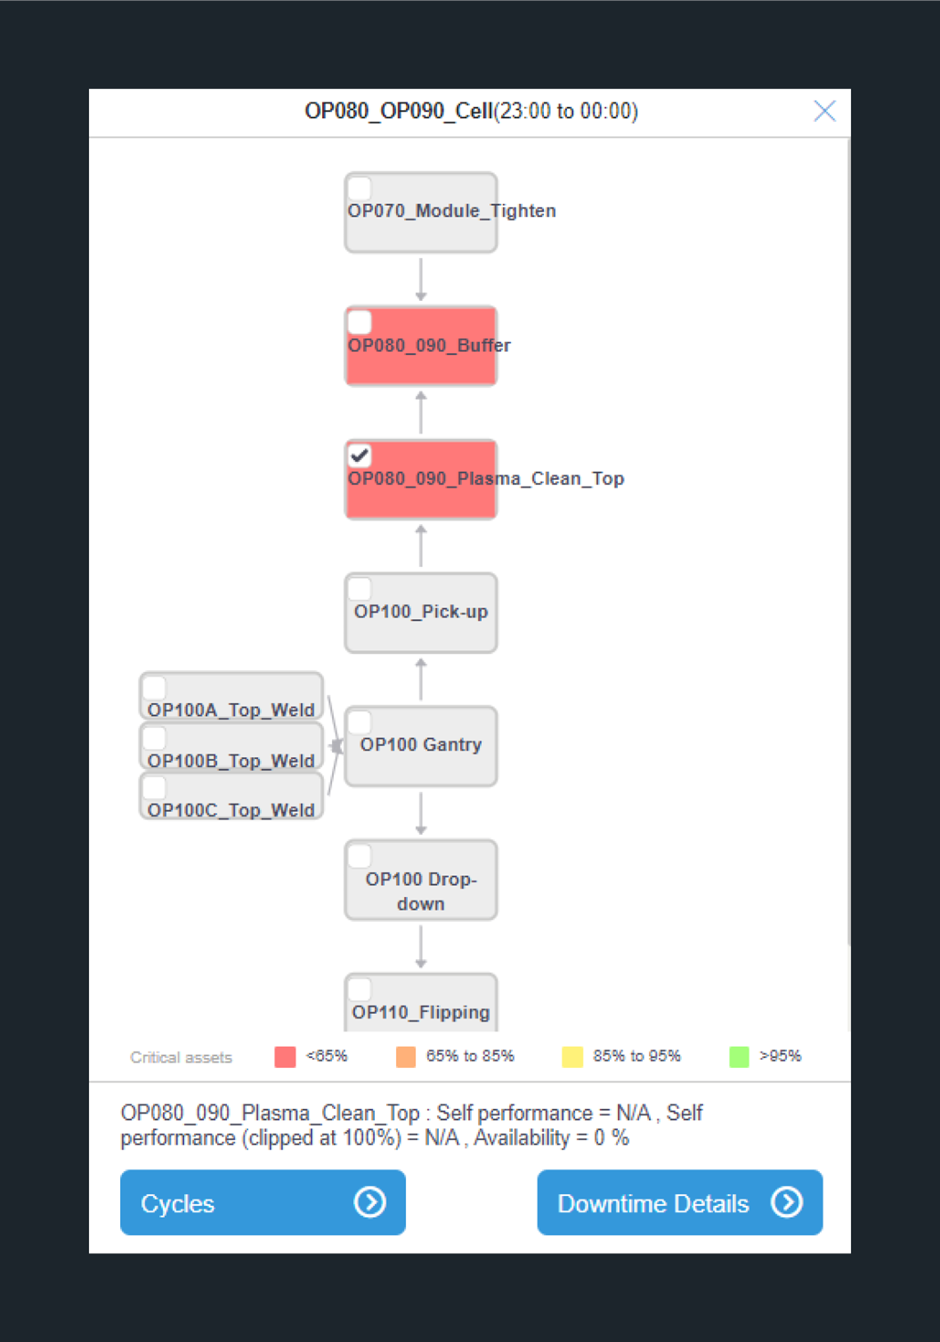 OP080_OP090_Cell(23:00 to 00:00)
OP070_Module_Tighten
OP080_090_Buffer
OP080_090_Plasma_Clean_Top
OP100_Pick-up
OP100A_Top_Weld
OP100B_Top_Weld
OP100C_Top_Weld
OP100 Gantry
OP100 Drop-
down
OP110_Flipping
Critical assets <65% 65% to 85% 85% to 95% >95%
OP080_090_Plasma_Clean_Top : Self performance = N/A , Self
performance (clipped at 100%) = N/A , Availability = 0 %
Cycles
Downtime Details